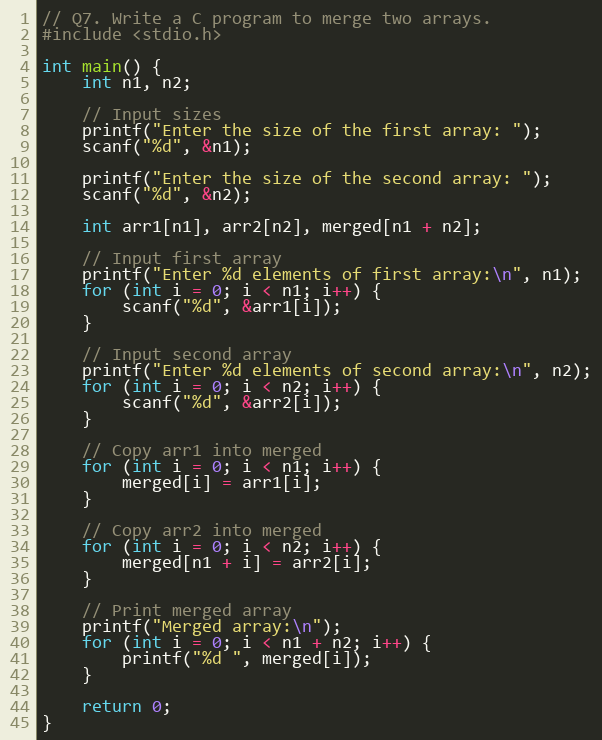 1 // Q7. Write a C program to merge two arrays.
2 #include <stdio.h>
3
4 int main() {
5     int n1, n2;
6
7     // Input sizes
8     printf("Enter the size of the first array: ");
9     scanf("%d", &n1);
10
11     printf("Enter the size of the second array: ");
12     scanf("%d", &n2);
13
14     int arr1[n1], arr2[n2], merged[n1 + n2];
15
16     // Input first array
17     printf("Enter %d elements of first array:\n", n1);
18     for (int i = 0; i < n1; i++) {
19         scanf("%d", &arr1[i]);
20     }
21
22     // Input second array
23     printf("Enter %d elements of second array:\n", n2);
24     for (int i = 0; i < n2; i++) {
25         scanf("%d", &arr2[i]);
26     }
27
28     // Copy arr1 into merged
29     for (int i = 0; i < n1; i++) {
30         merged[i] = arr1[i];
31     }
32
33     // Copy arr2 into merged
34     for (int i = 0; i < n2; i++) {
35         merged[n1 + i] = arr2[i];
36     }
37
38     // Print merged array
39     printf("Merged array:\n");
40     for (int i = 0; i < n1 + n2; i++) {
41         printf("%d ", merged[i]);
42     }
43
44     return 0;
45 }